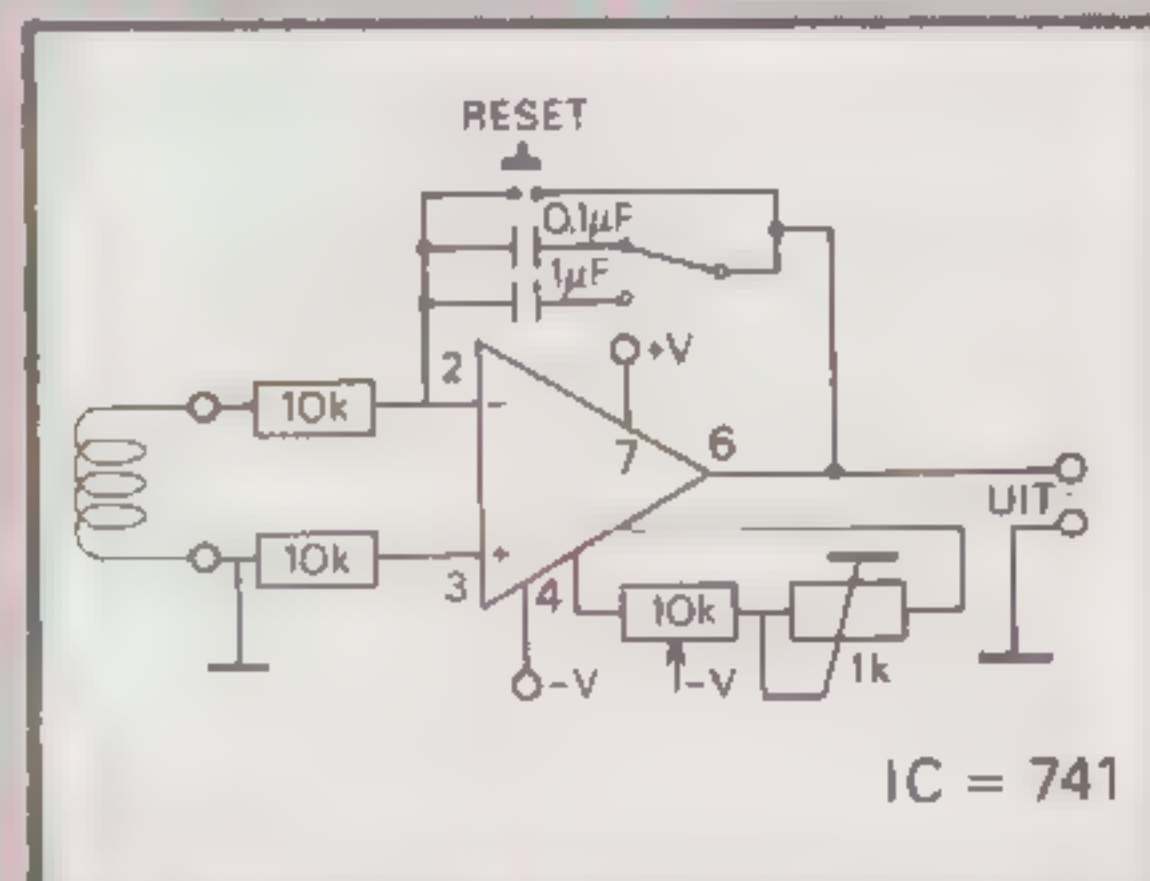 RESET
0.1µF
1µF
+V
2
10k
-
7
6
UIT
10k
+
3
4
10k
-V
-V
1k
IC = 741